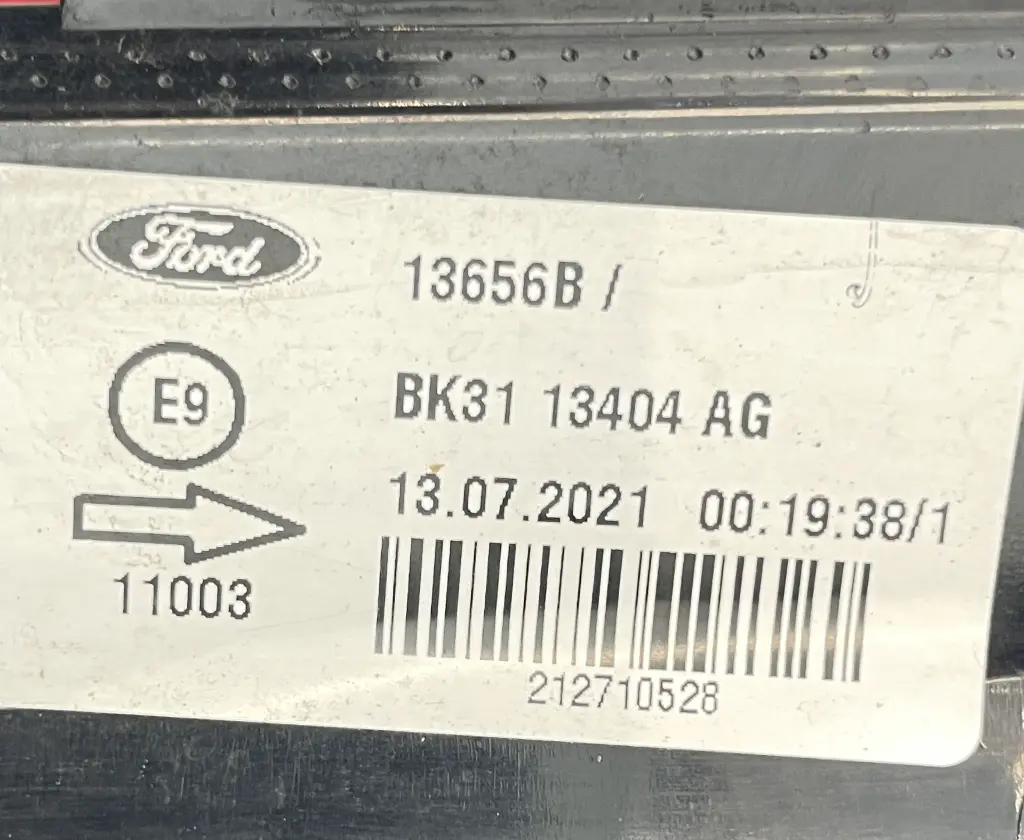 Ford
13656B /
E9
BK31 13404 AG
13.07.2021 00:19:38/1
11003
212710528